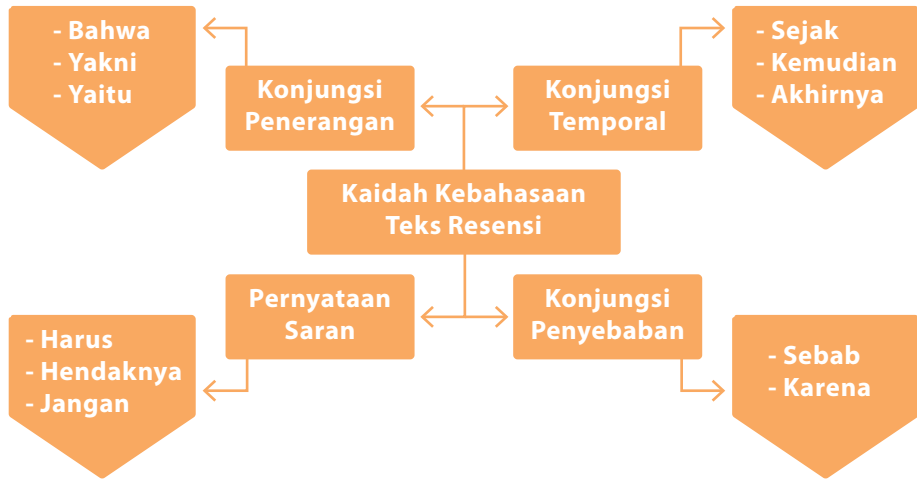 - Bahwa
- Yakni
- Yaitu
Konjungsi
Penerangan
Konjungsi
Temporal
- Sejak
- Kemudian
- Akhirnya
Kaidah Kebahasaan
Teks Resensi
- Harus
- Hendaknya
- Jangan
Pernyataan
Saran
Konjungsi
Penyebaban
- Sebab
- Karena